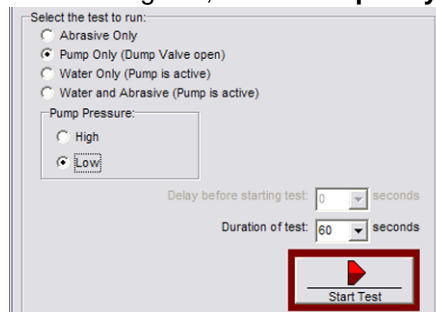 Select the test to run:
Abrasive Only
Pump Only (Dump Valve open)
Water Only (Pump is active)
Water and Abrasive (Pump is active)
Pump Pressure:
High
Low
Delay before starting test: 0 seconds
Duration of test: 60 seconds
Start Test